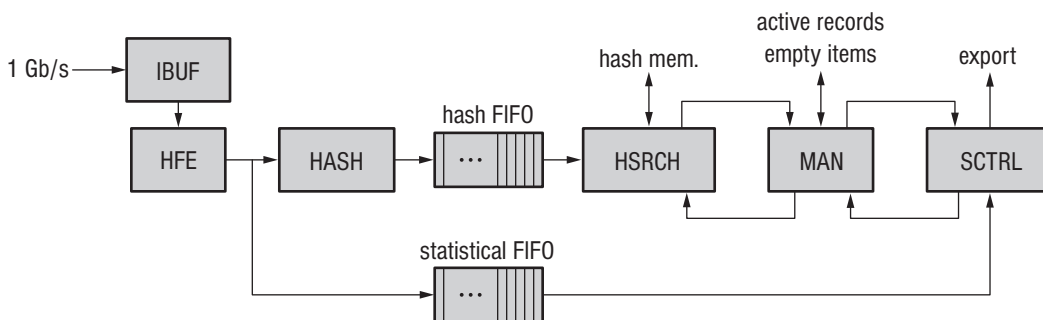 active records
empty items
hash mem.
export
1 Gb/s
IBUF
hash FIFO
HFE
HASH
...
HSRCH
MAN
SCTRL
statistical FIFO
...